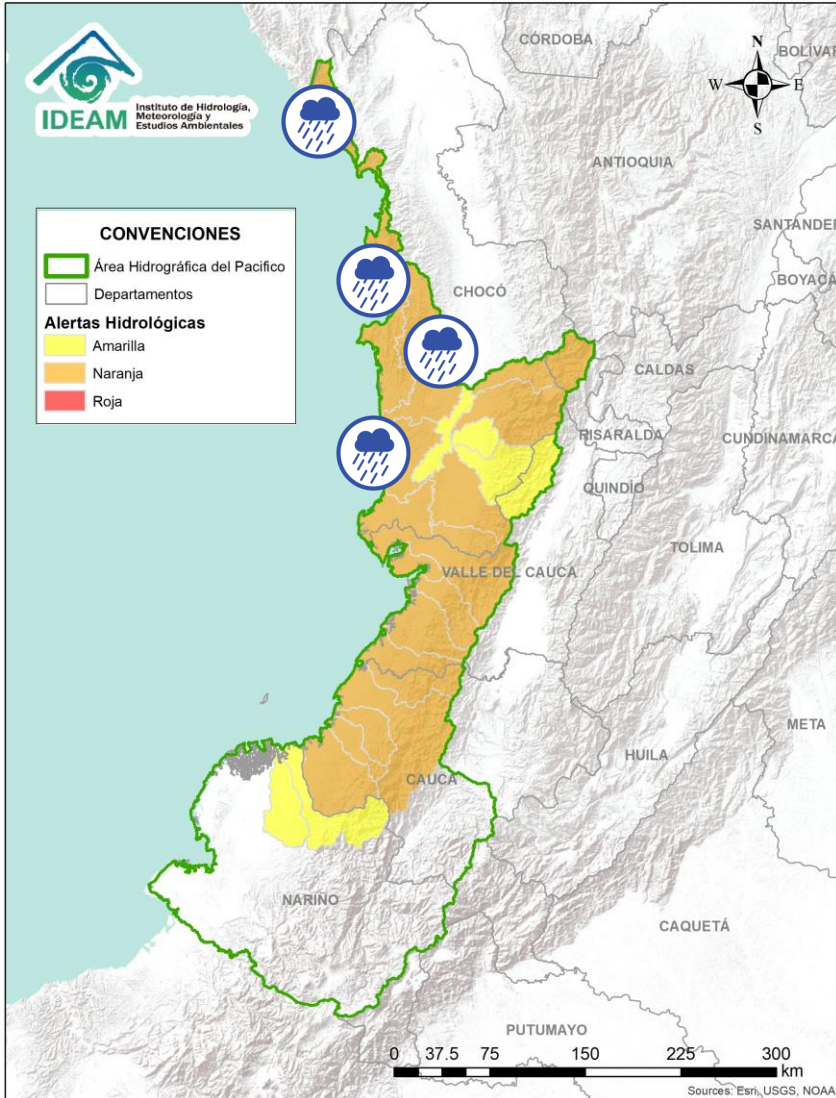 IDEAM
Instituto de Hidrología,
Meteorología y
Estudios Ambientales
CÓRDOBA
BOLÍVAR
N
W E
S
ANTIOQUIA
SANTANDER
BOYACÁ
CONVENCIONES
Área Hidrográfica del Pacifico
Departamentos
Alertas Hidrológicas
Amarilla
Naranja
Roja
CHOCÓ
CALDAS
RISARALDA
CUNDINAMARCA
QUINDÍO
TOLIMA
VALLE DEL CAUCA
META
HUILA
CAUCA
NARIÑO
CAQUETÁ
PUTUMAYO
0 37.5 75 150 225 300
km
Sources: Esri, USGS, NOAA